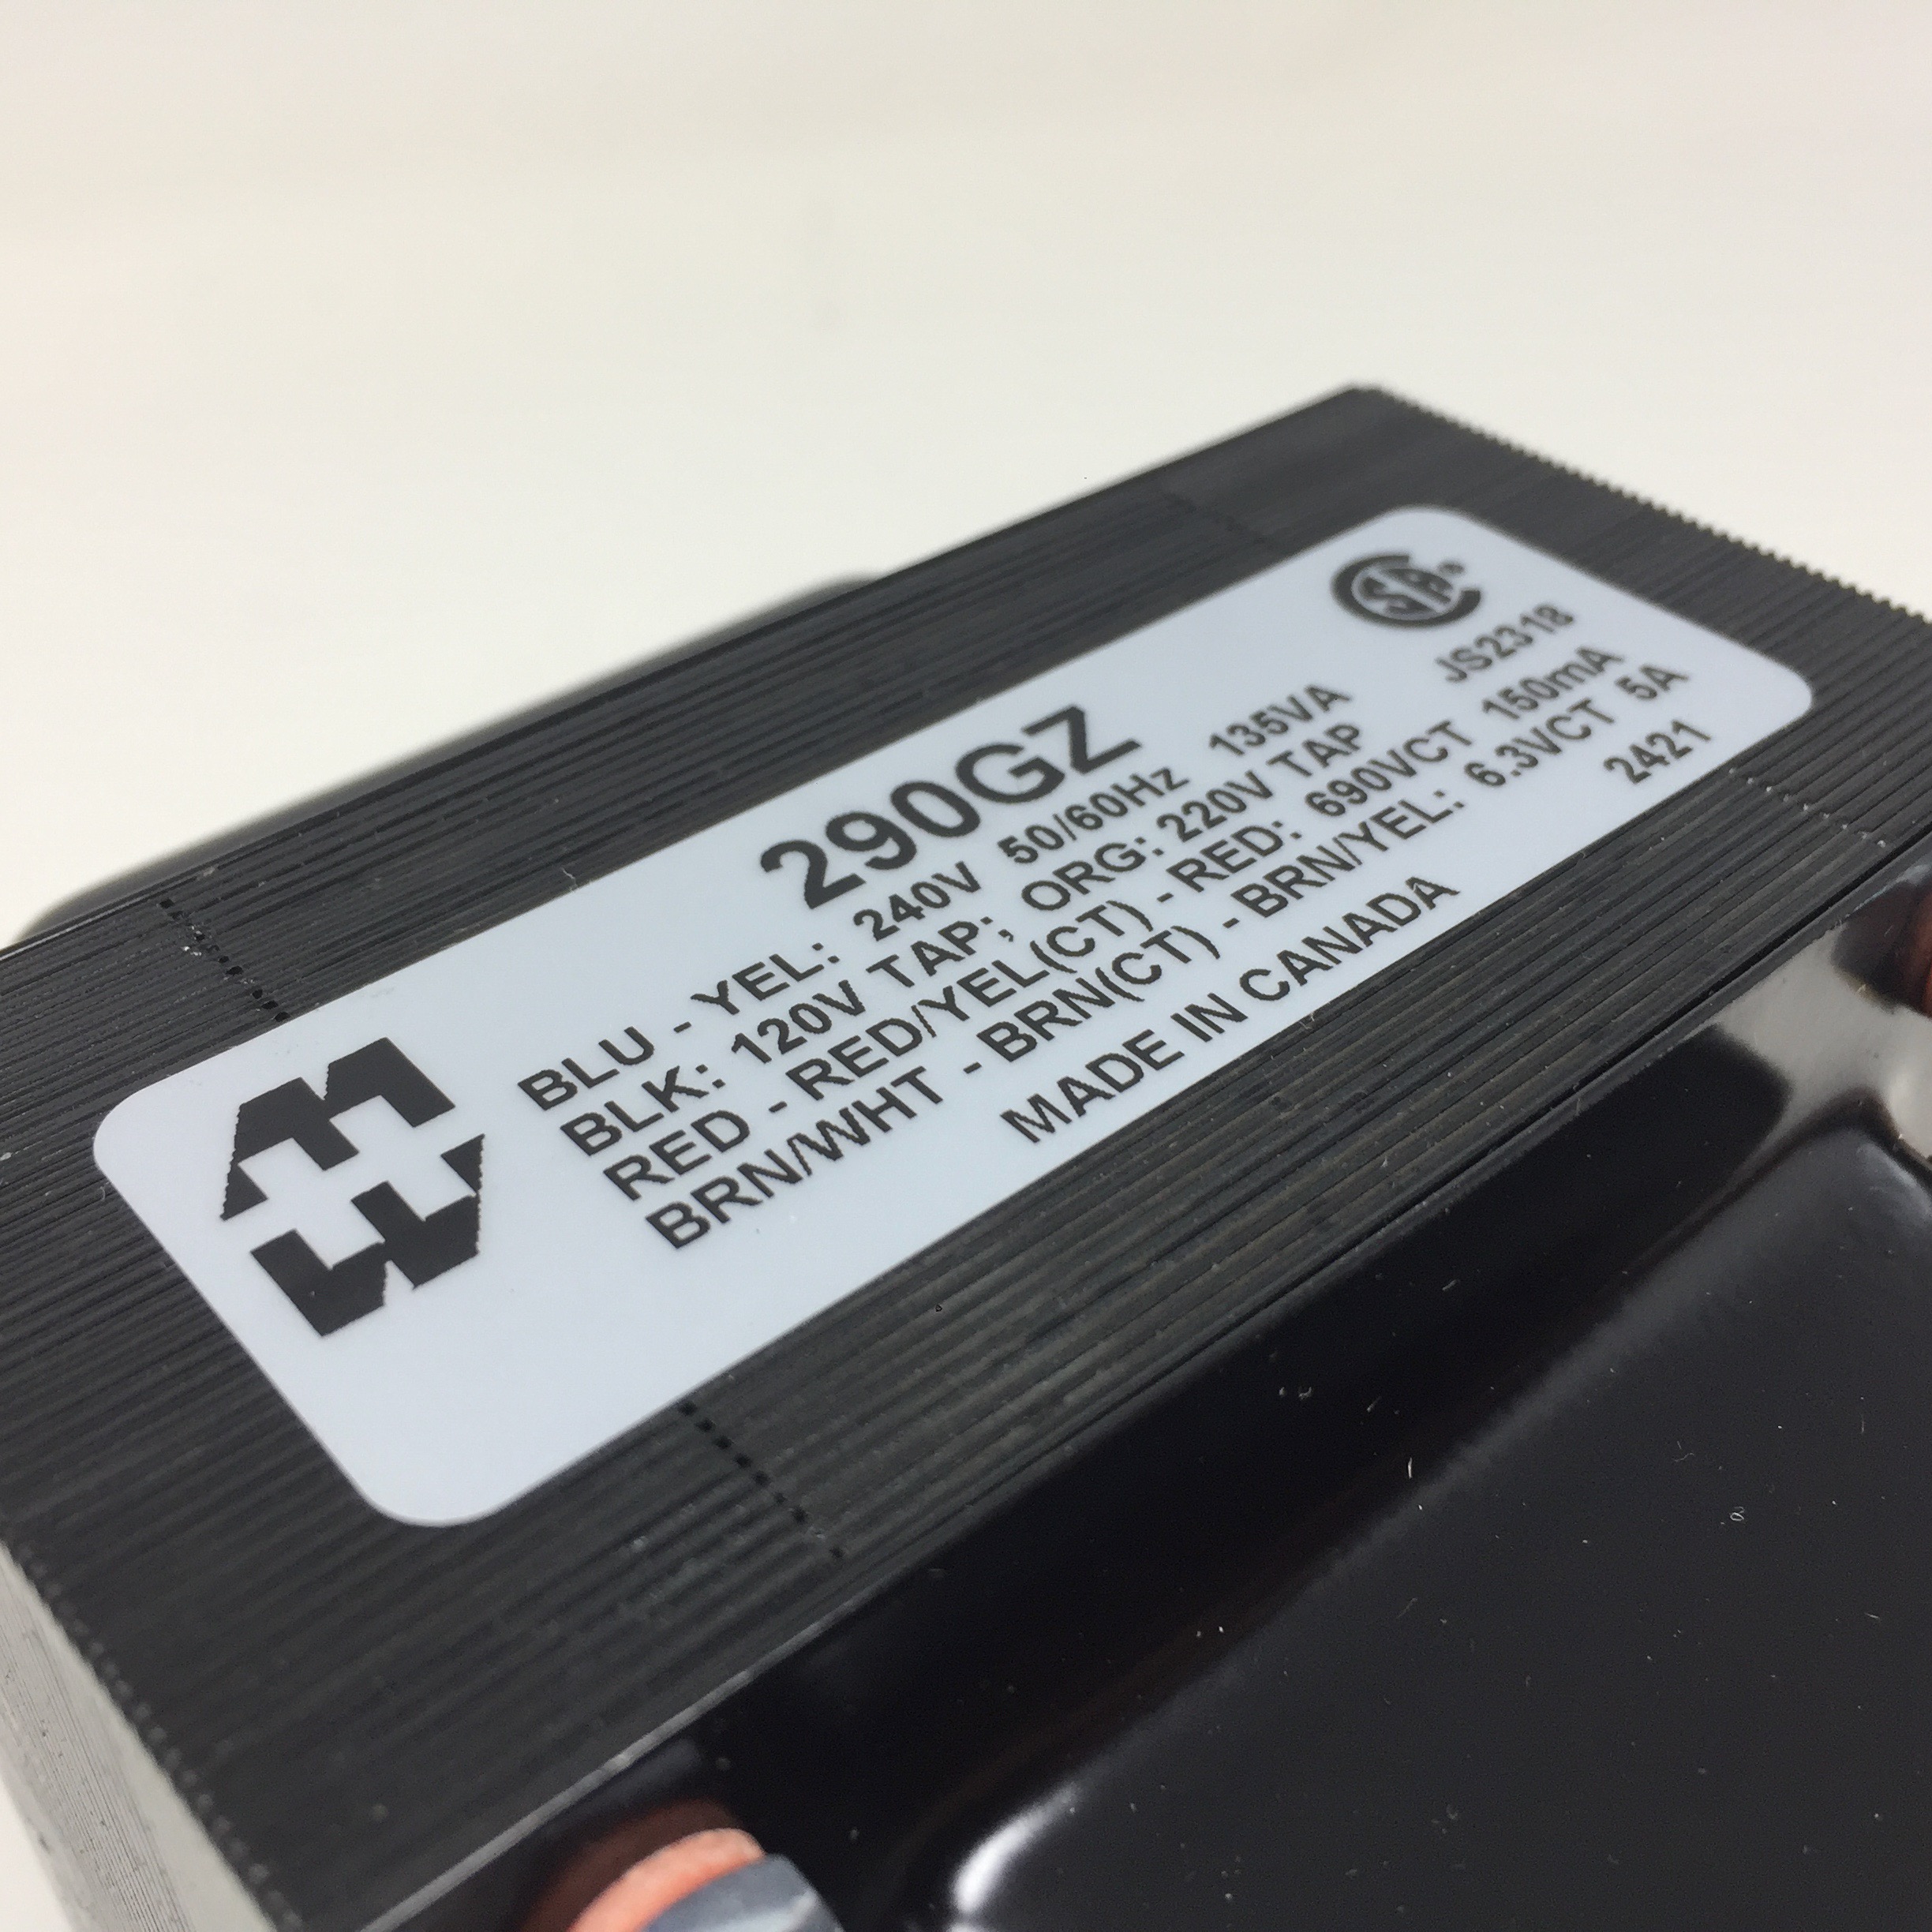 290GZ
CSA®
JS2318
BLU - YEL: 240V 50/60Hz 135VA
BLK: 120V TAP; ORG: 220V TAP
RED - RED/YEL(CT) - RED: 690VCT 150mA
BRN/WHT - BRN(CT) - BRN/YEL: 6.3VCT 5A
MADE IN CANADA
2421